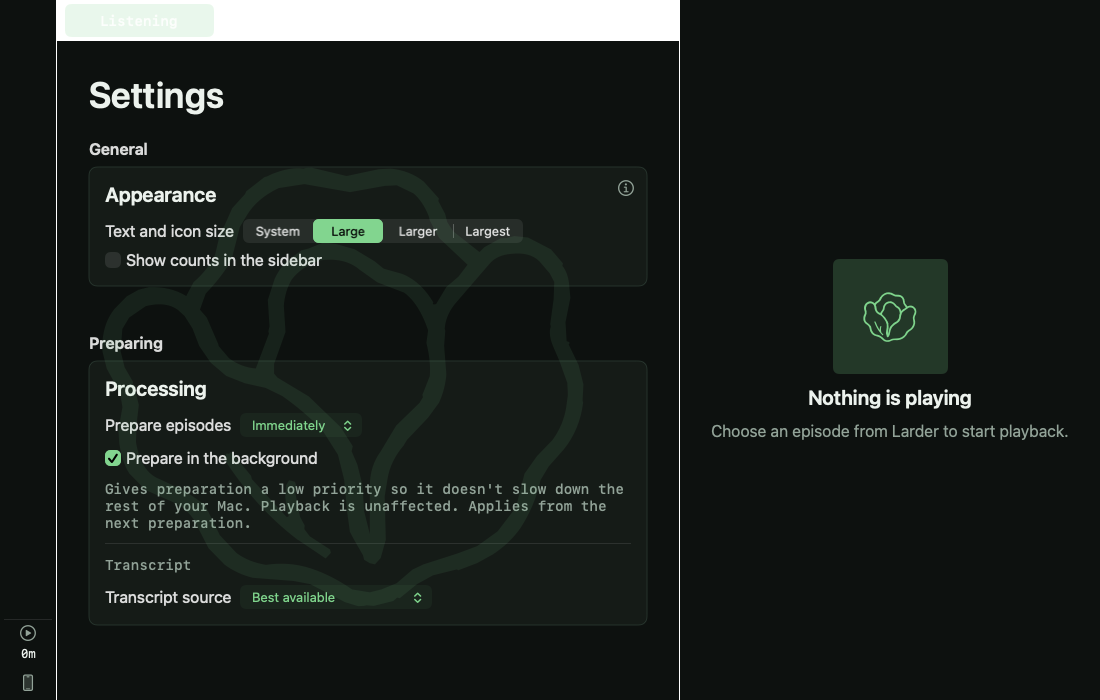 Listening
Settings
General
Appearance
Text and icon size System Large Larger Largest
Show counts in the sidebar
Preparing
Processing
Prepare episodes Immediately
Prepare in the background
Gives preparation a low priority so it doesn't slow down the
rest of your Mac. Playback is unaffected. Applies from the
next preparation.
Transcript
Transcript source Best available
0m
Nothing is playing
Choose an episode from Larder to start playback.